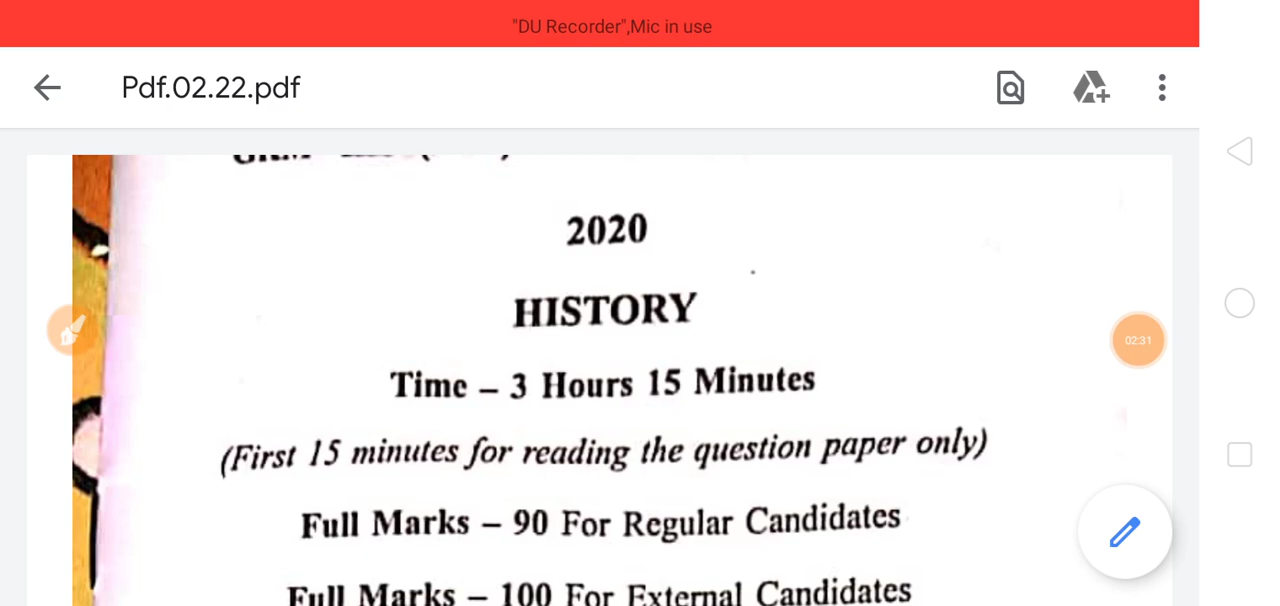 "DU Recorder",Mic in use
Pdf.02.22.pdf
2020
HISTORY
02:31
Time – 3 Hours 15 Minutes
(First 15 minutes for reading the question paper only)
Full Marks – 90 For Regular Candidates
Full Marks – 100 For External Candidates